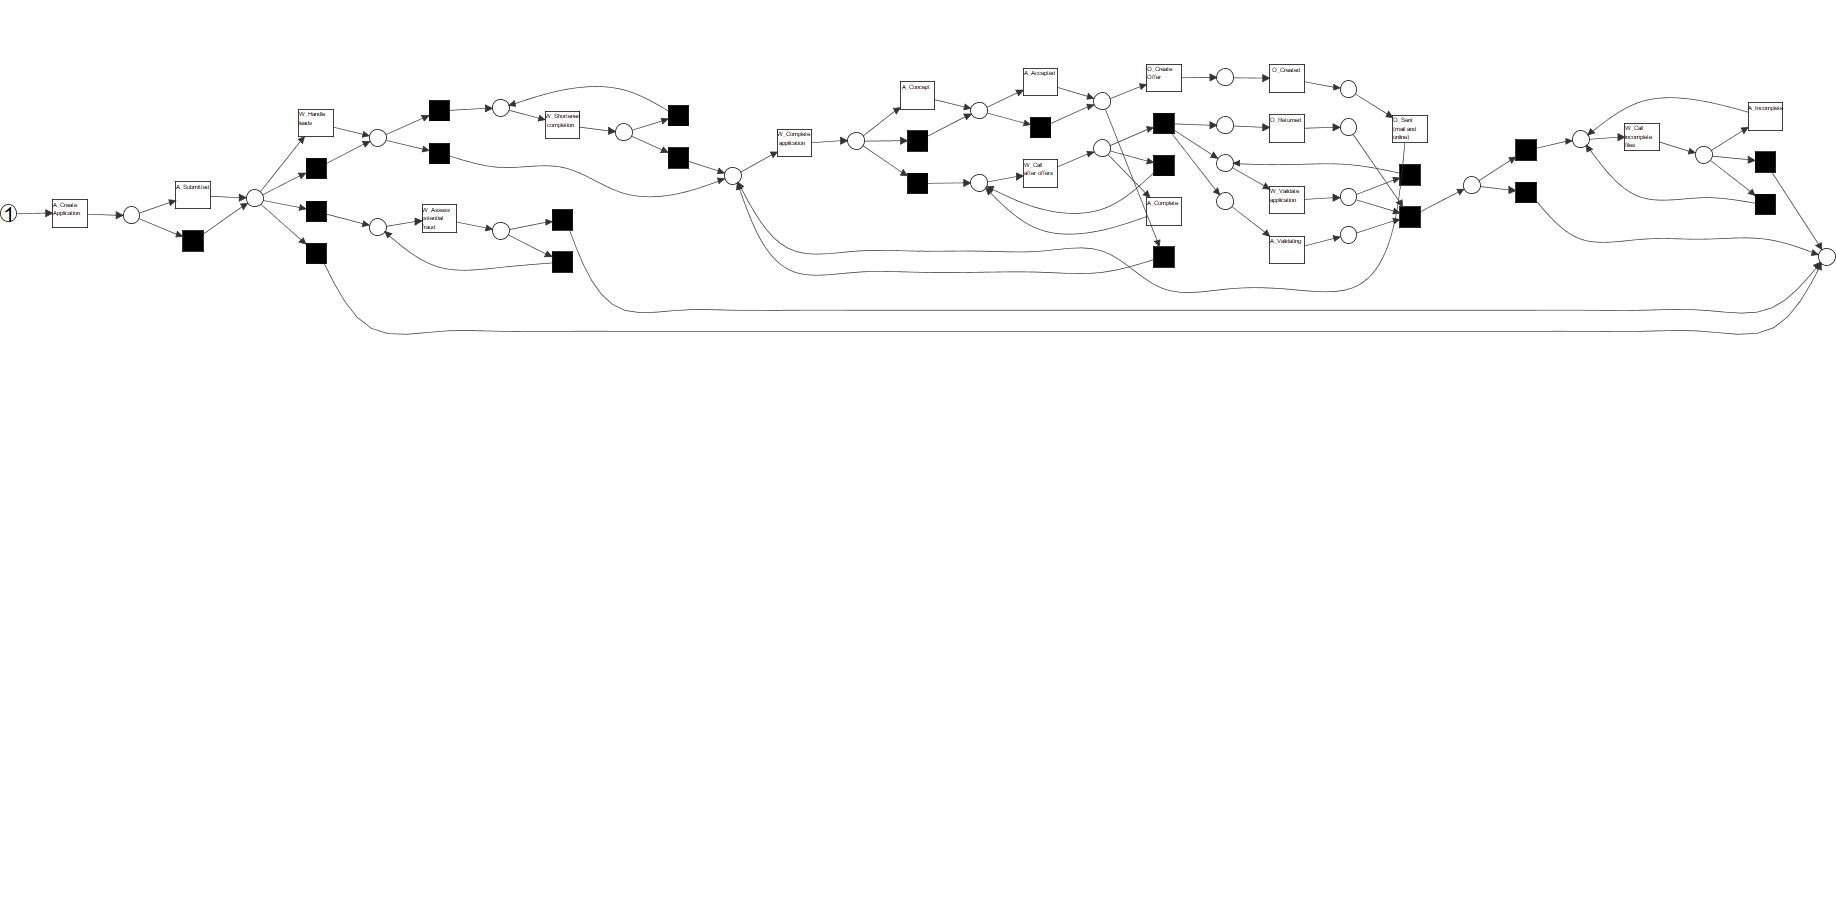 1
A_Create
Application
A_Submitted
W_Handle
leads
W_Assess
potential
fraud
W_Shortened
completion
W_Complete
application
A_Concept
A_Accepted
W_Call
after offers
O_Create
Offer
A_Complete
O_Created
O_Returned
W_Validate
application
A_Validating
O_Sent
(mail and
online)
W_Call
incomplete
files
A_Incomplete